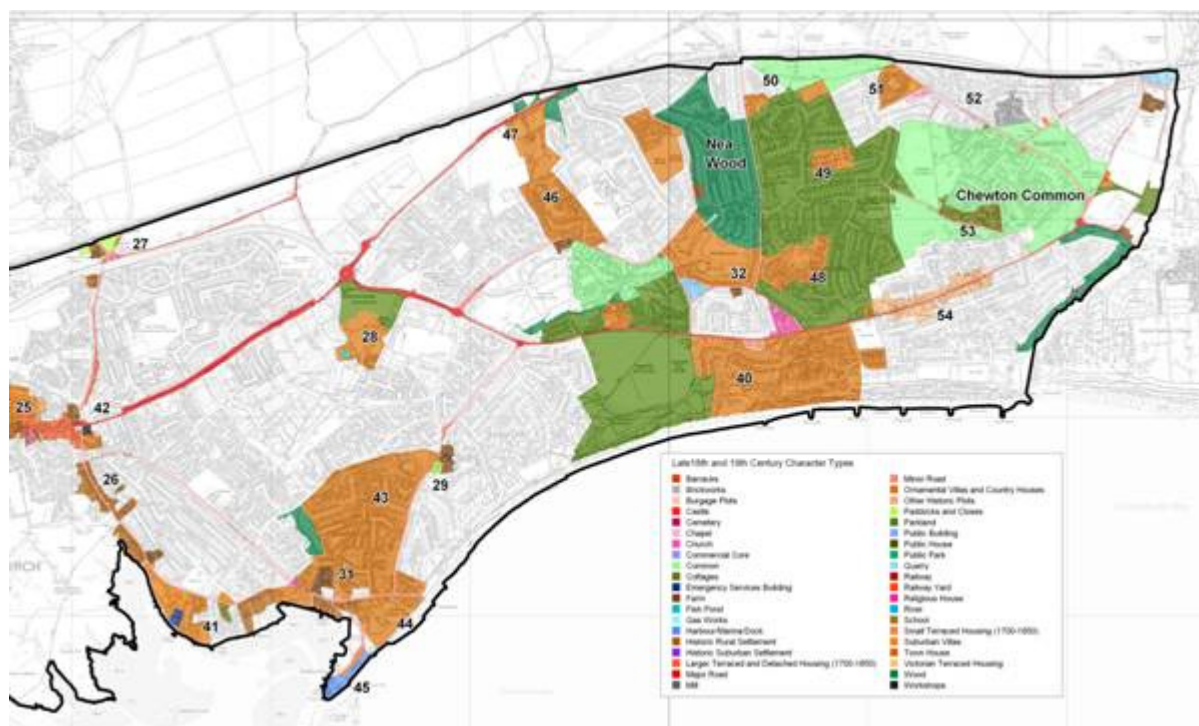 50
51
52
47
Nea
Wood
49
46
Chewton Common
53
27
32
48
54
28
40
25
42
26
43
29
31
41
44
45
Late18th and 19th Century Character Types
Barracks
Brickworks
Burgage Plots
Castle
Cemetery
Chapel
Church
Commercial Core
Common
Cottages
Emergency Services Building
Farm
Fish Pond
Gas Works
Harbour/Marina/Dock
Historic Rural Settlement
Historic Suburban Settlement
Larger Terraced and Detached Housing (1700-1850)
Major Road
Mill
Minor Road
Ornamental Villas and Country Houses
Other Historic Plots
Paddocks and Closes
Parkland
Public Building
Public House
Public Park
Quarry
Railway
Railway Yard
Religious House
River
School
Small Terraced Housing (1700-1850)
Suburban Villas
Town House
Victorian Terraced Housing
Wood
Workshops